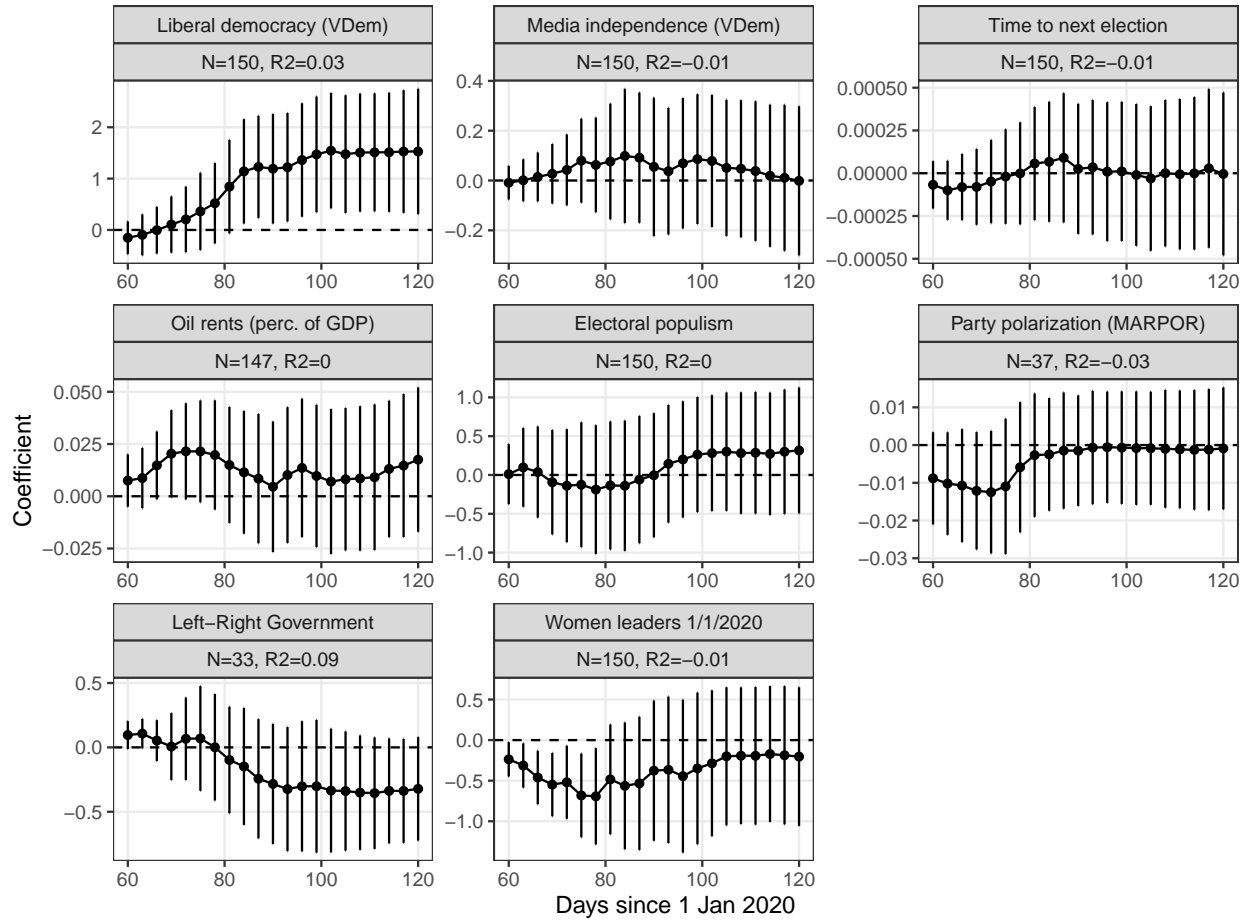 Liberal democracy (VDem)
N=150, R2=0.03
2
1
0
60 80 100 120
Media independence (VDem)
N=150, R2=−0.01
0.4
0.2
0.0
−0.2
60 80 100 120
Time to next election
N=150, R2=−0.01
0.00050
0.00025
0.00000
−0.00025
−0.00050
60 80 100 120
Oil rents (perc. of GDP)
N=147, R2=0
0.050
0.025
0.000
−0.025
60 80 100 120
Electoral populism
N=150, R2=0
1.0
0.5
0.0
−0.5
−1.0
60 80 100 120
Party polarization (MARPOR)
N=37, R2=−0.03
0.01
0.00
−0.01
−0.02
−0.03
60 80 100 120
Left−Right Government
N=33, R2=0.09
0.5
0.0
−0.5
60 80 100 120
Women leaders 1/1/2020
N=150, R2=−0.01
0.5
0.0
−0.5
−1.0
60 80 100 120
Coefficient
Days since 1 Jan 2020